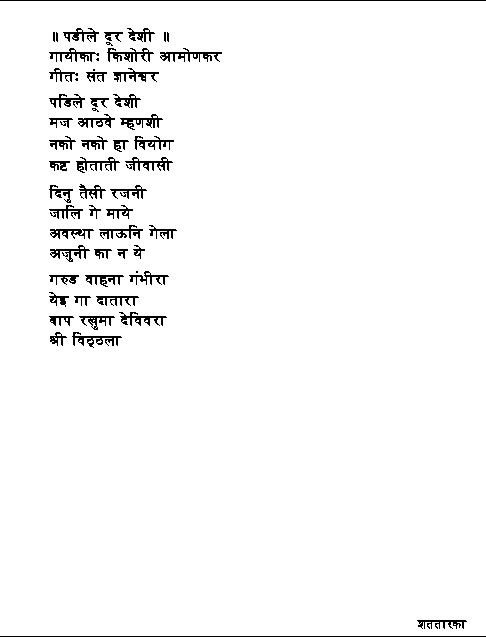 ॥ पडीले दूर देशी ॥
गायीकाः किशोरी आमोणकर
गीतः संत ज्ञानेश्वर
पडिले दूर देशी
मज आठवे म्हणशी
नको नको हा वियोग
कष्ट होताती जीवासी
दिनु तैसी रजनी
जालि गे माये
अवस्था लाऊनि गेला
अजुनी का न ये
गरुड वाहना गंभीरा
येइ गा दातारा
बाप रखुमा देविवरा
श्री विठ्ठला
शततारका